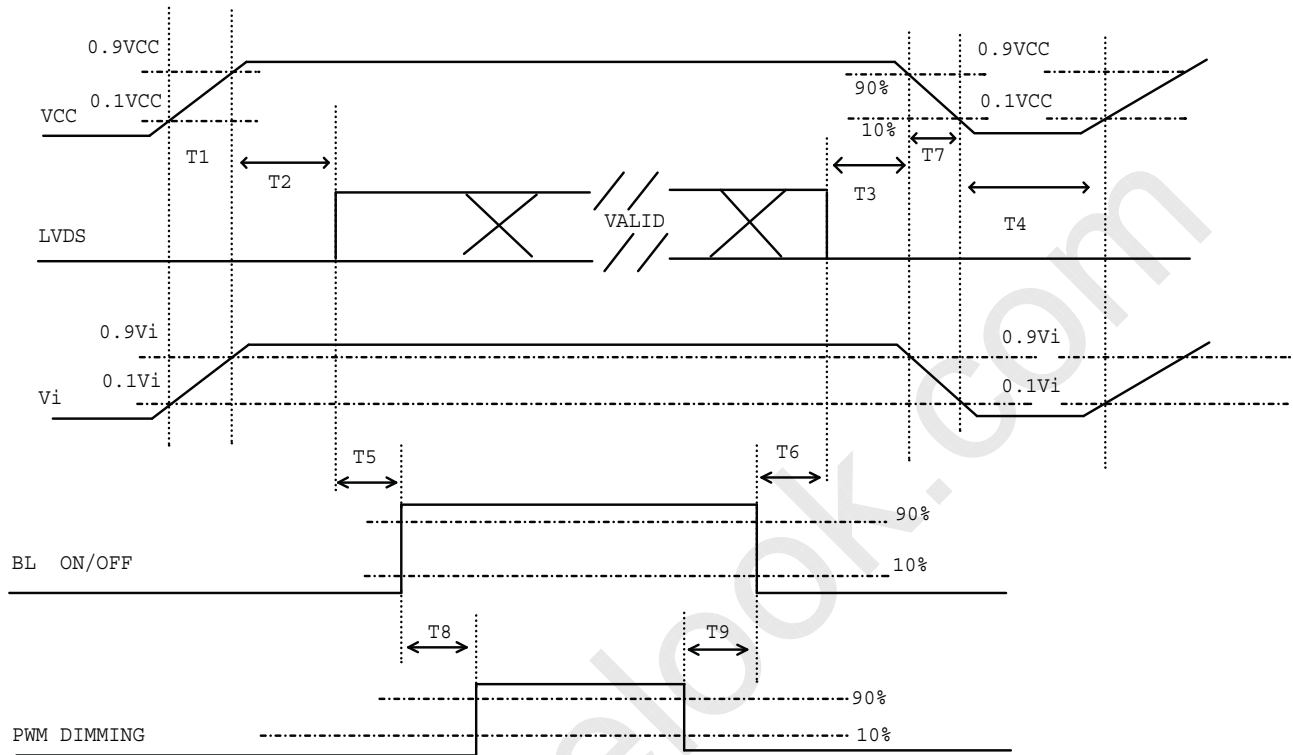 0.9VCC
0.9VCC
90%
0.1VCC
0.1VCC
VCC
10%
T1
T7
T2
T3
VALID
T4
LVDS
0.9Vi
0.9Vi
0.1Vi
0.1Vi
Vi
T5
T6
90%
BL ON/OFF
10%
T8
T9
90%
PWM DIMMING
10%